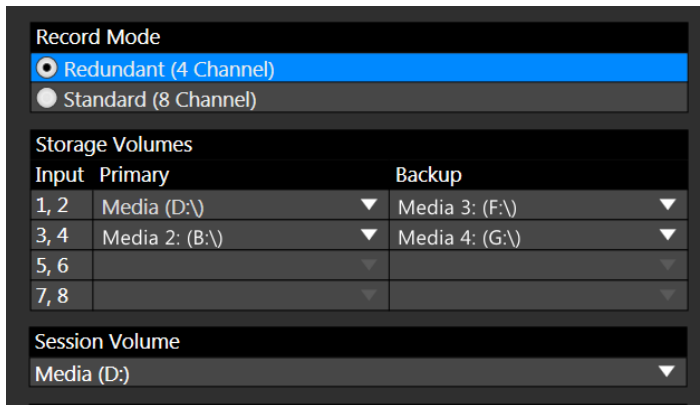 Record Mode
Redundant (4 Channel)
Standard (8 Channel)
Storage Volumes
Input Primary Backup
1, 2 Media (D:\) Media 3: (F:\)
3, 4 Media 2: (B:\) Media 4: (G:\)
5, 6
7, 8
Session Volume
Media (D:)